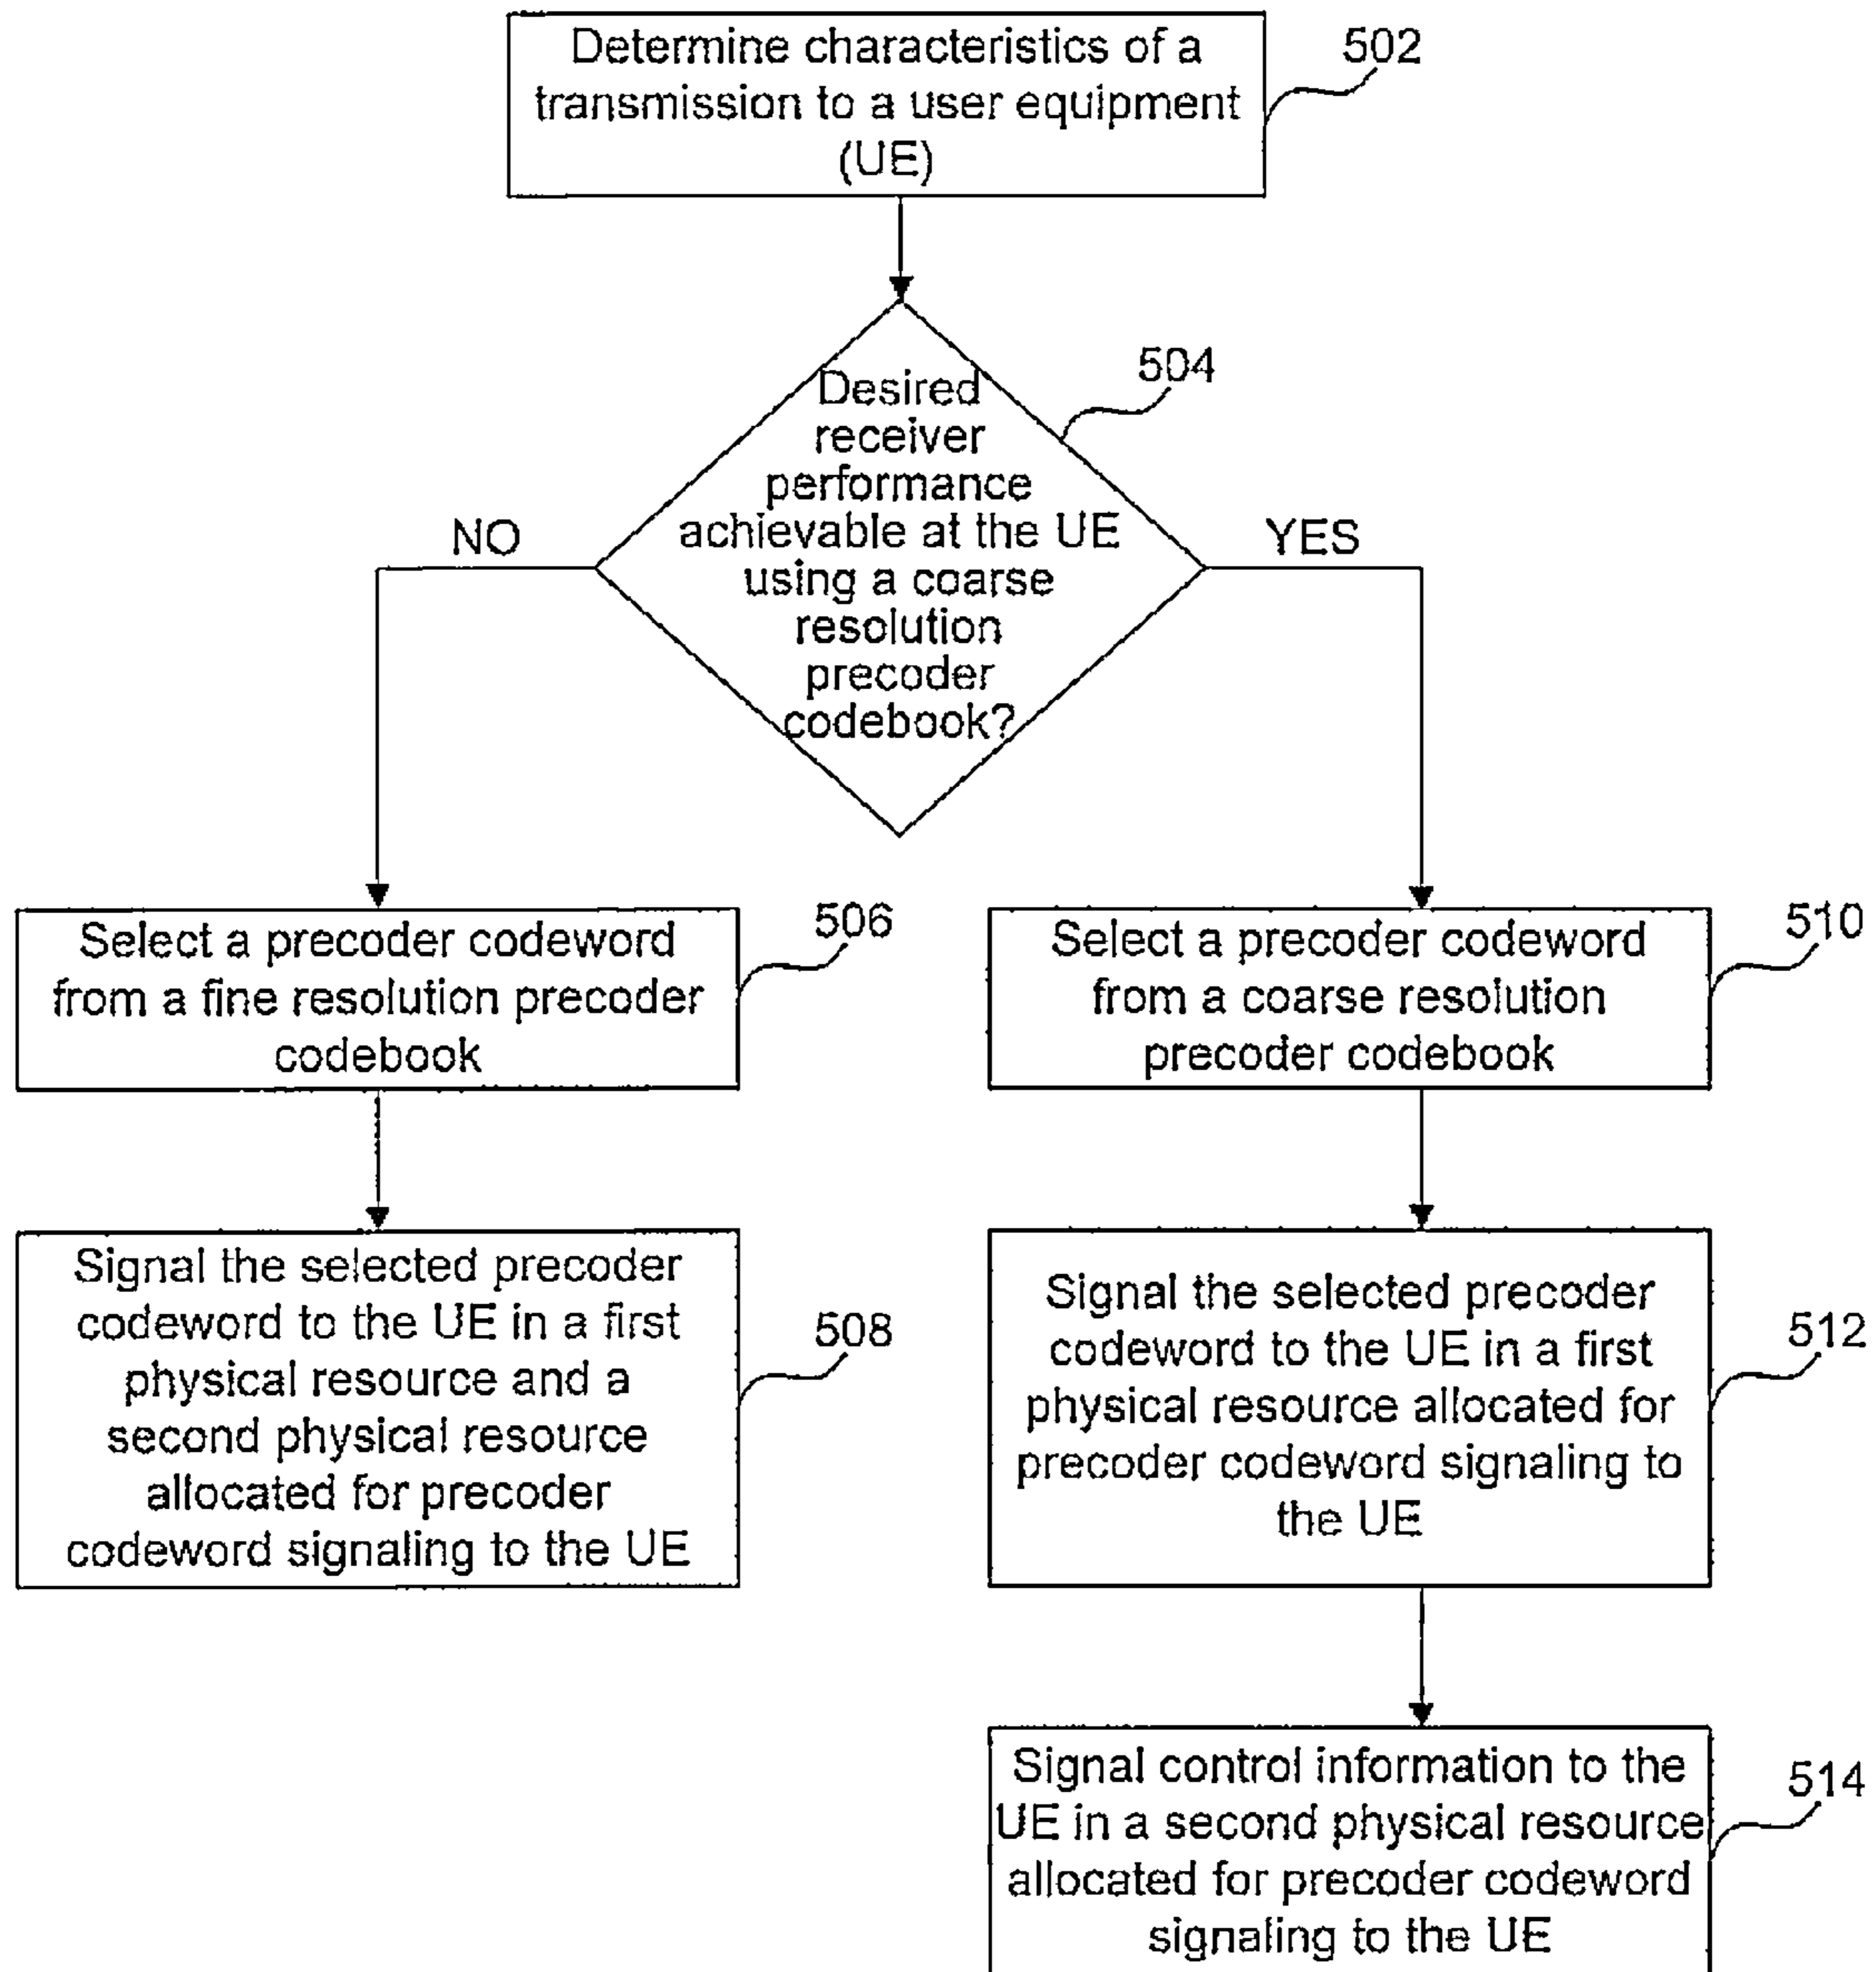 Determine characteristics of a
transmission to a user equipment
(UE)
502
Desired
receiver
performance
achievable at the UE
using a coarse
resolution
precoder
codebook?
504
NO
YES
Select a precoder codeword
from a fine resolution precoder
codebook
506
Select a precoder codeword
from a coarse resolution
precoder codebook
510
Signal the selected precoder
codeword to the UE in a first
physical resource and a
second physical resource
allocated for precoder
codeword signaling to the UE
508
Signal the selected precoder
codeword to the UE in a first
physical resource allocated for
precoder codeword signaling to
the UE
512
Signal control information to the
UE in a second physical resource
allocated for precoder codeword
signaling to the UE
514